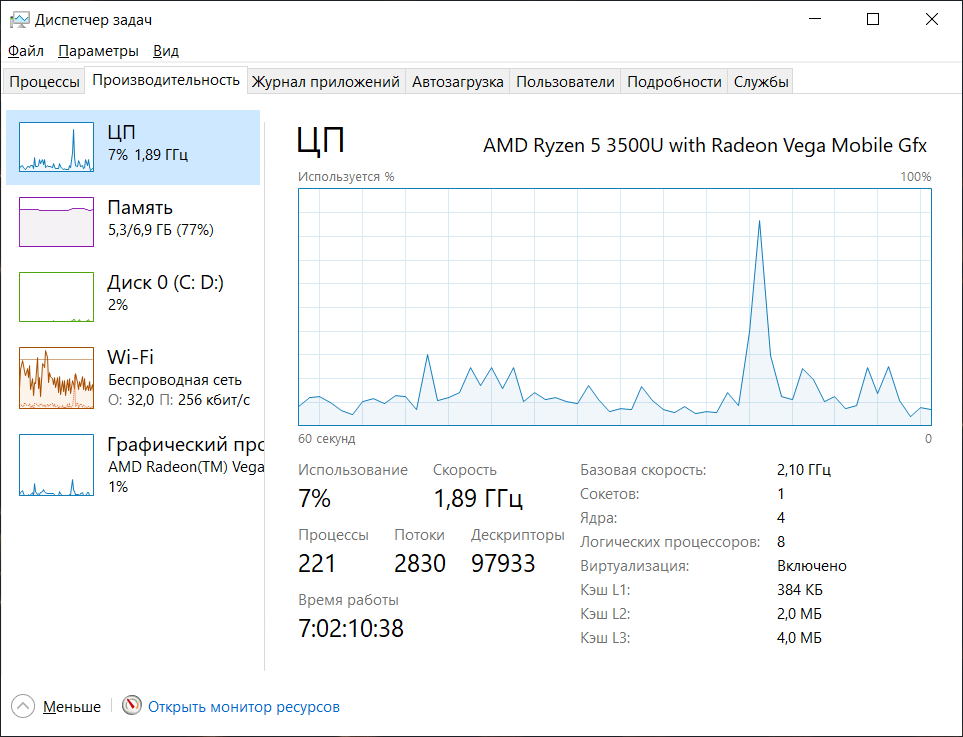 Диспетчер задач
Файл Параметры Вид
Процессы Производительность Журнал приложений Автозагрузка Пользователи Подробности Службы
ЦП
7% 1,89 ГГц
Память
5,3/6,9 ГБ (77%)
Диск 0 (C: D:)
2%
Wi-Fi
Беспроводная сеть
О: 32,0 П: 256 кбит/с
Графический прс
AMD Radeon(TM) Vega
1%
ЦП
AMD Ryzen 5 3500U with Radeon Vega Mobile Gfx
Используется %
100%
60 секунд
0
Использование Скорость
7% 1,89 ГГц
Процессы Потоки Дескрипторы
221 2830 97933
Время работы
7:02:10:38
Базовая скорость: 2,10 ГГц
Сокетов: 1
Ядра: 4
Логических процессоров: 8
Виртуализация: Включено
Кэш L1: 384 КБ
Кэш L2: 2,0 МБ
Кэш L3: 4,0 МБ
Меньше
Открыть монитор ресурсов